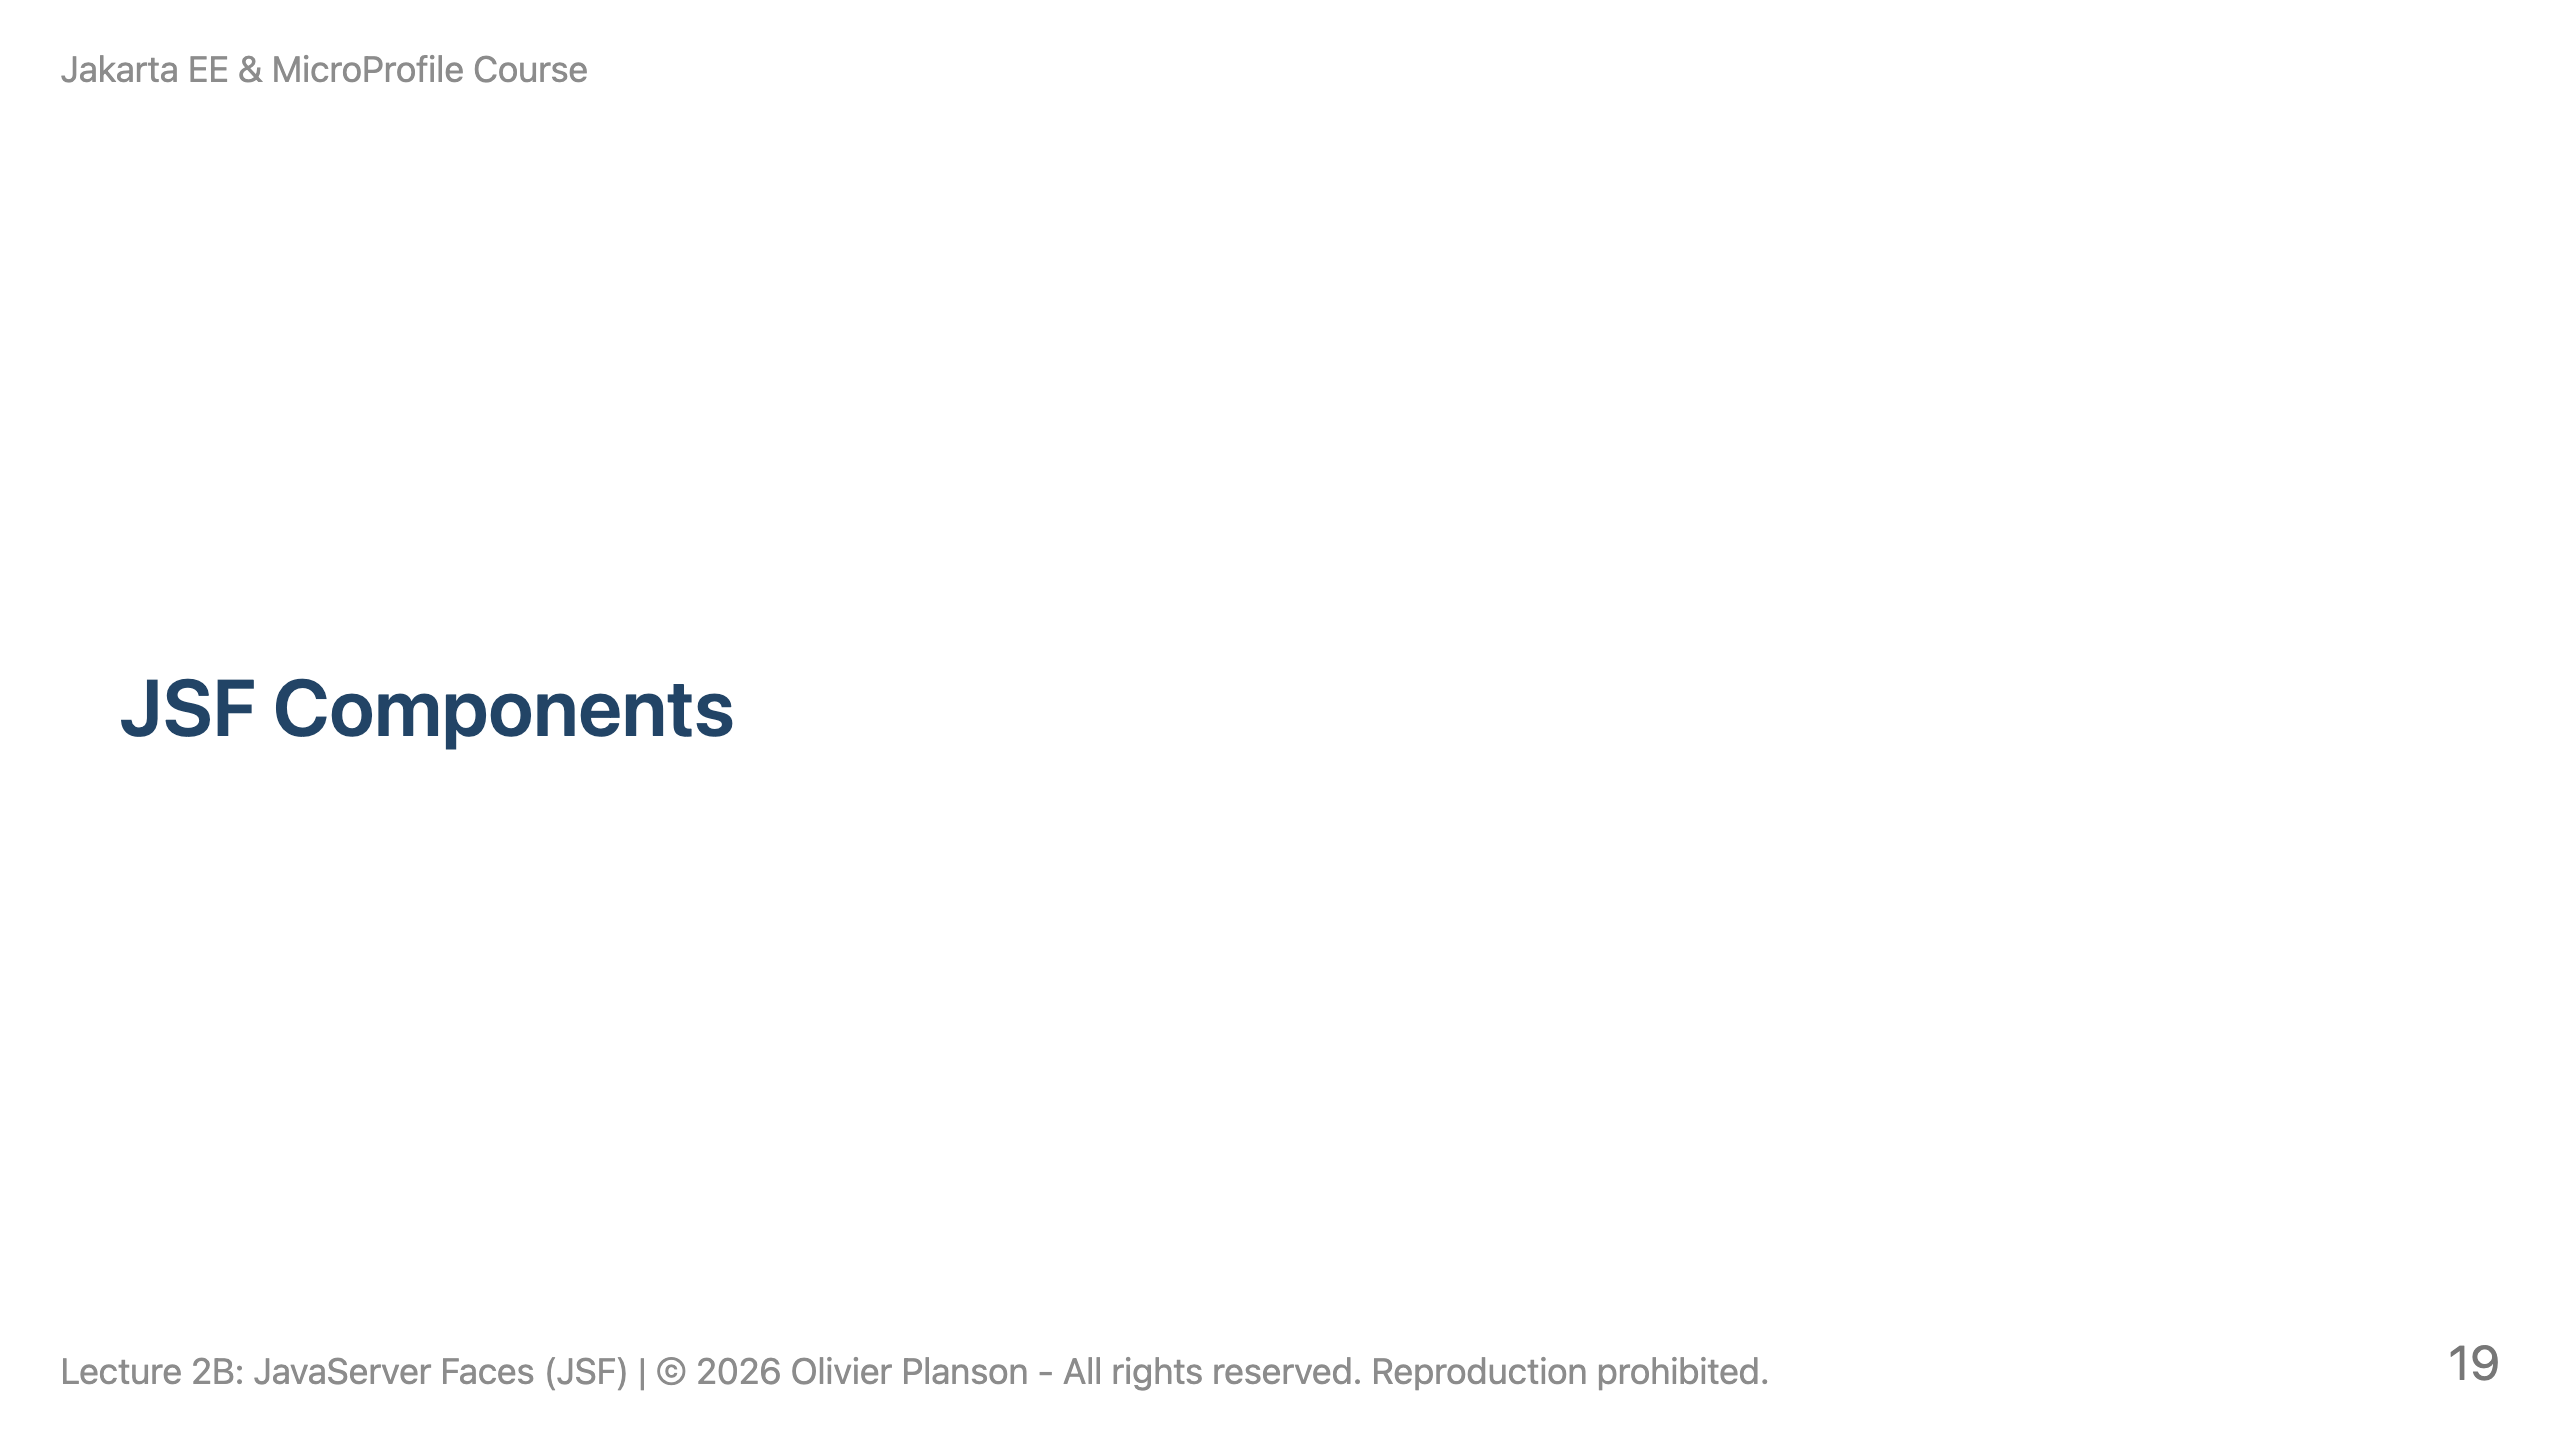 Jakarta EE & MicroProfile Course
JSF Components
Lecture 2B: JavaServer Faces (JSF) | © 2026 Olivier Planson - All rights reserved. Reproduction prohibited.
19